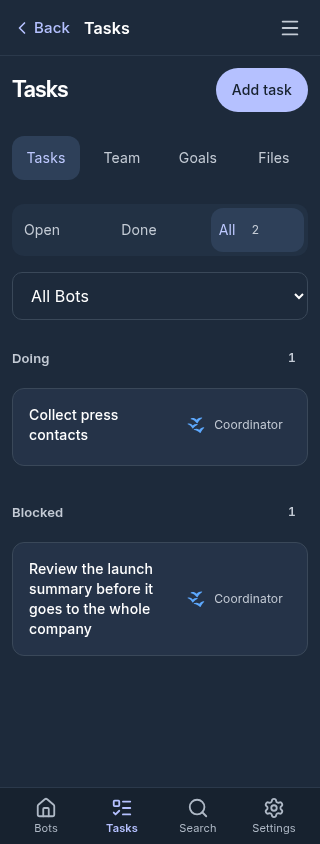 Back Tasks
Tasks Add task
Tasks Team Goals Files
Open Done All 2
All Bots
Doing 1
Collect press
contacts
Coordinator
Blocked 1
Review the launch
summary before it
goes to the whole
company
Coordinator
Bots Tasks Search Settings